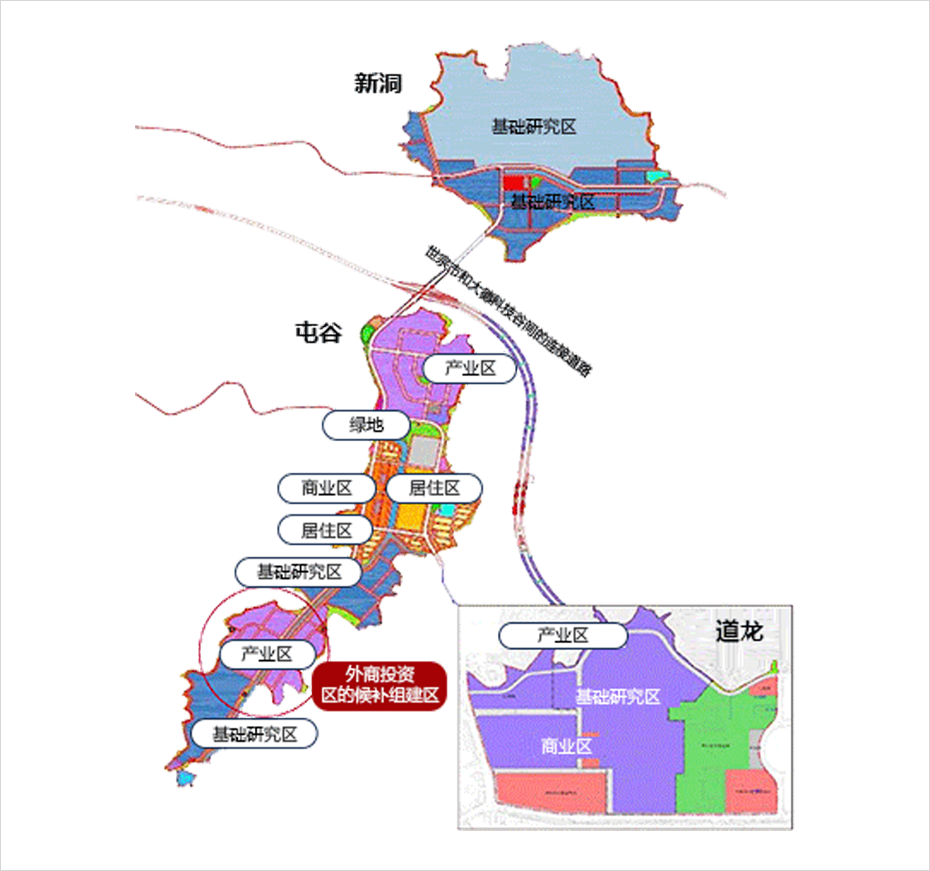 新洞
基础研究区
基础研究区
世宗市和大德科技谷间的连接道路
屯谷
产业区
绿地
商业区
居住区
居住区
基础研究区
产业区
外商投资
区的候补组建区
基础研究区
产业区
道龙
基础研究区
商业区